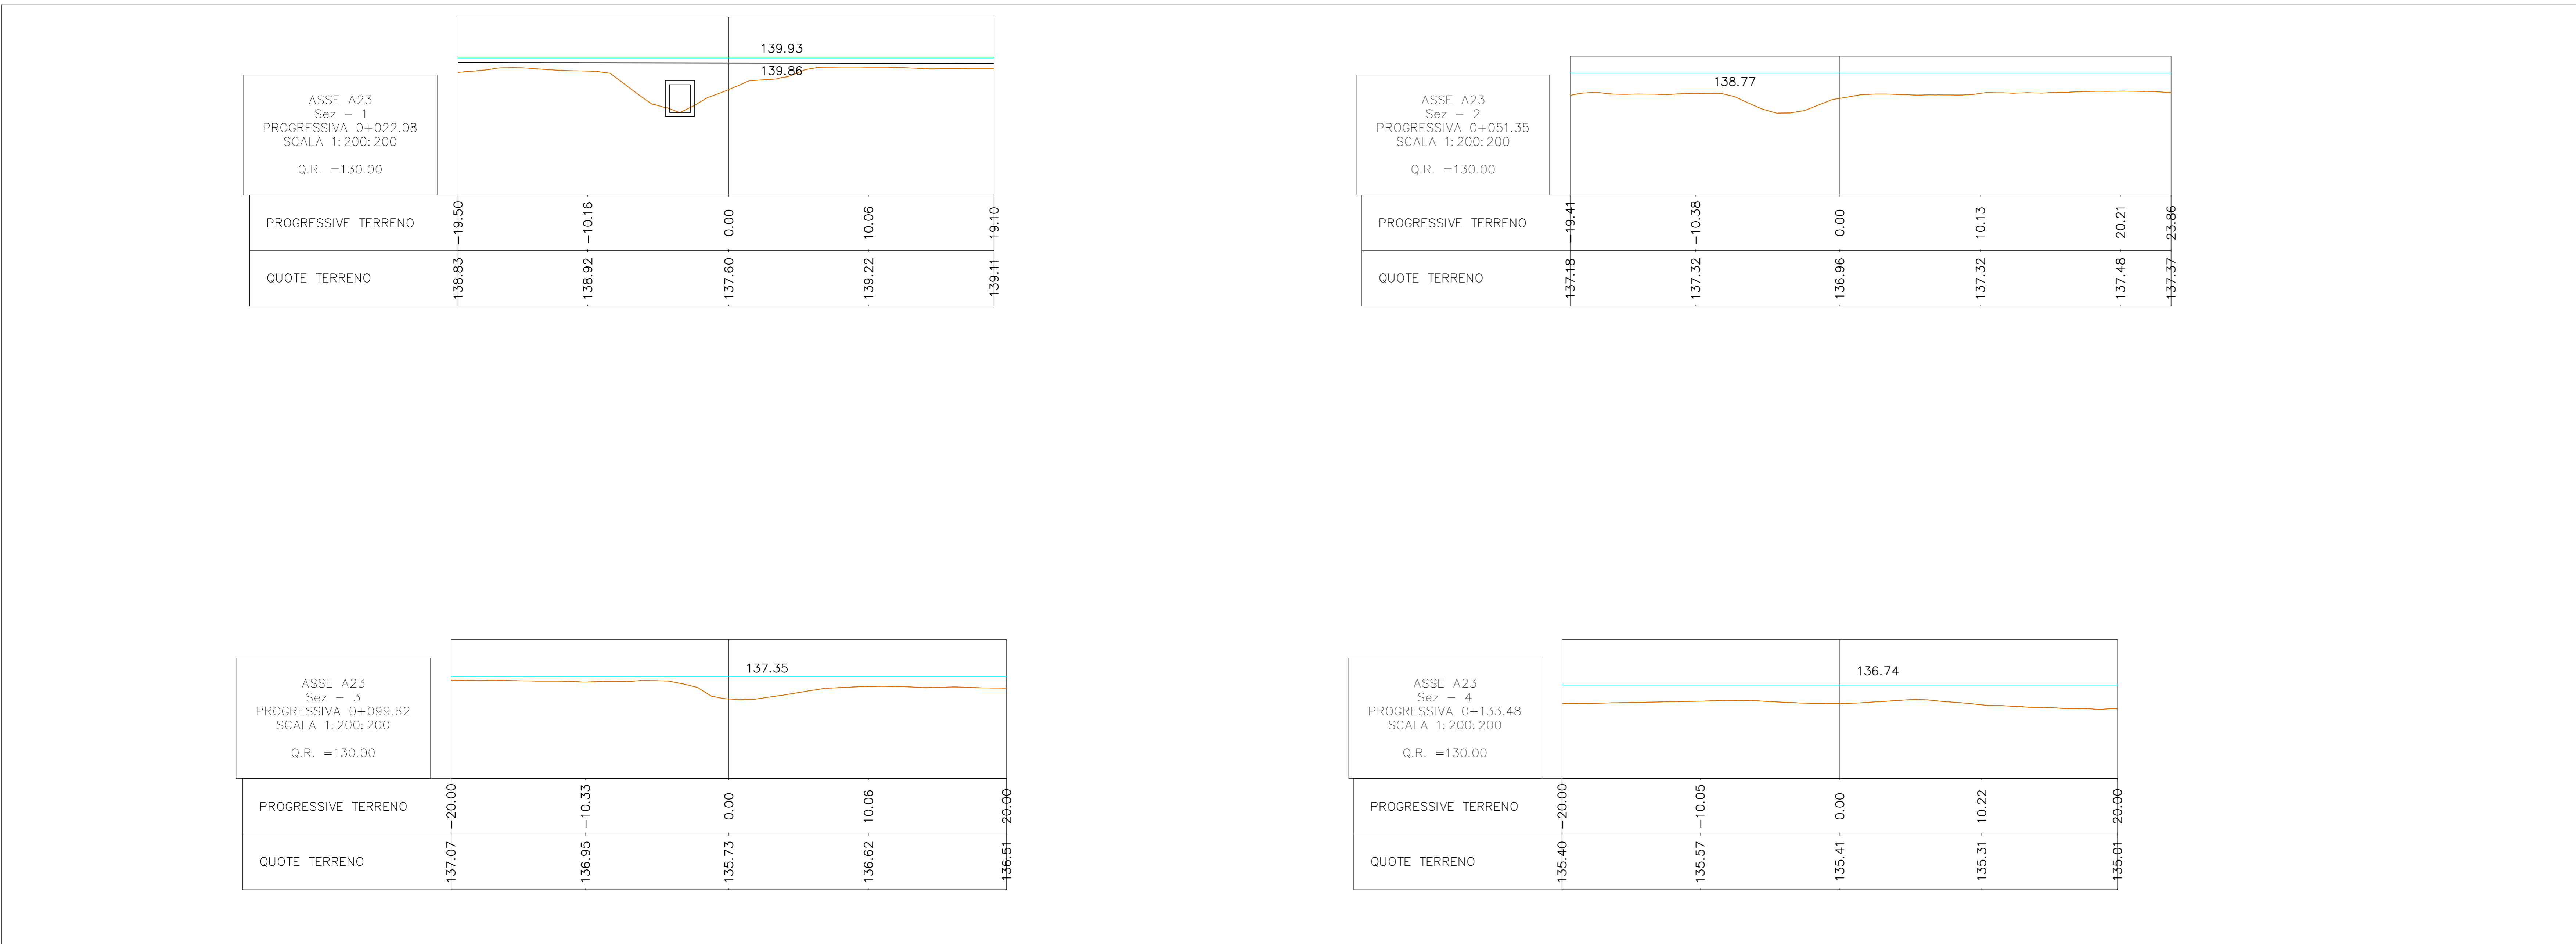 139.93
139.86
ASSE A23
Sez - 1
PROGRESSIVA 0+022.08
SCALA 1:200:200
Q.R. =130.00
PROGRESSIVE TERRENO
-19.50 -10.16 0.00 10.06 19.10
QUOTE TERRENO
138.83 138.92 137.60 139.22 139.11
138.77
ASSE A23
Sez - 2
PROGRESSIVA 0+051.35
SCALA 1:200:200
Q.R. =130.00
PROGRESSIVE TERRENO
-19.41 -10.38 0.00 10.13 20.21 23.86
QUOTE TERRENO
137.18 137.32 136.96 137.32 137.48 137.37
137.35
ASSE A23
Sez - 3
PROGRESSIVA 0+099.62
SCALA 1:200:200
Q.R. =130.00
PROGRESSIVE TERRENO
-20.00 -10.33 0.00 10.06 20.00
QUOTE TERRENO
137.07 136.95 135.73 136.62 136.51
136.74
ASSE A23
Sez - 4
PROGRESSIVA 0+133.48
SCALA 1:200:200
Q.R. =130.00
PROGRESSIVE TERRENO
-20.00 -10.05 0.00 10.22 20.00
QUOTE TERRENO
135.40 135.57 135.41 135.31 135.01